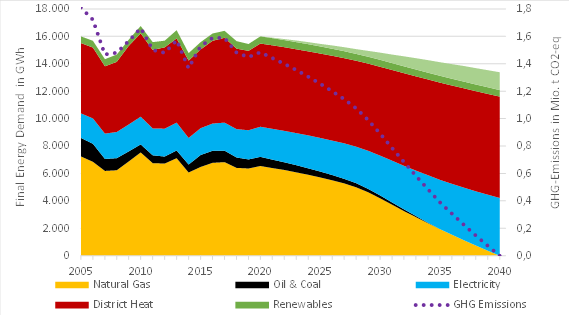 18.000 1,8
16.000 1,6
14.000 1,4
12.000 1,2
10.000 1,0
8.000 0,8
6.000 0,6
4.000 0,4
2.000 0,2
0 0,0
Final Energy Demand in GWh
GHG-Emissions in Mio. t CO2-eq
2005 2010 2015 2020 2025 2030 2035 2040
Natural Gas Oil & Coal Electricity
District Heat Renewables GHG Emissions